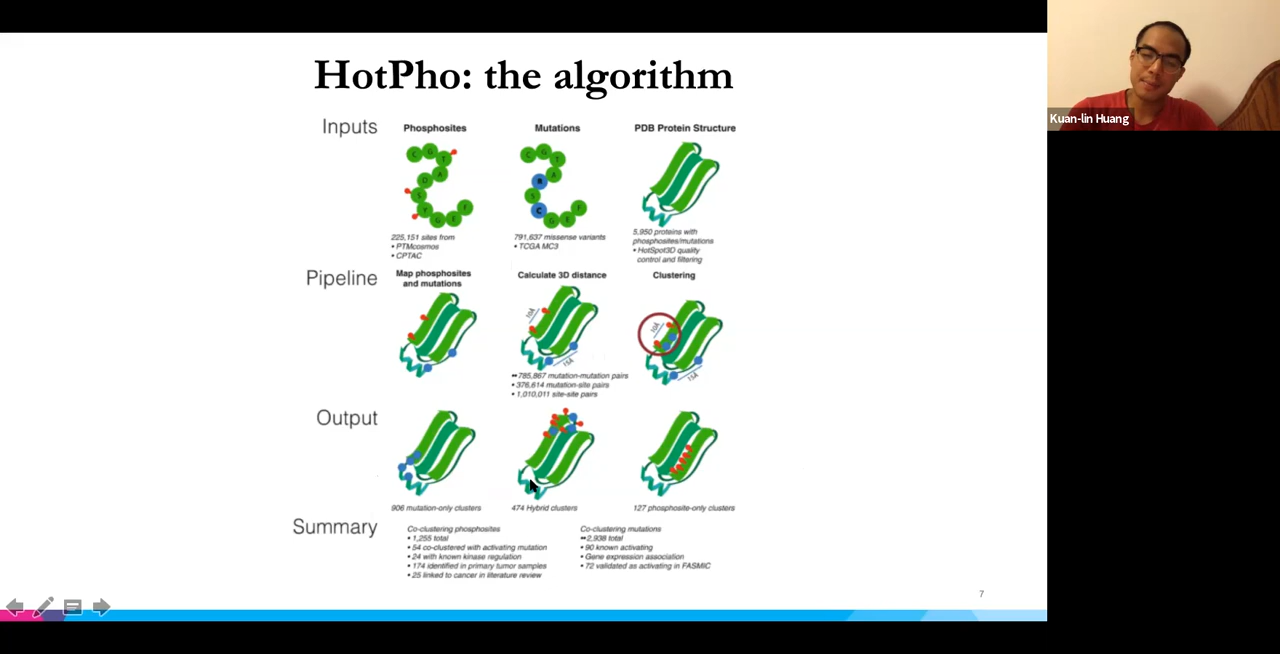 HotPho: the algorithm
Kuan-lin Huang
Inputs
Phosphosites
Mutations
PDB Protein Structure
C G T
A
D
S
Y G E F
C G T
A
R
S
C G E F
225,151 sites from
• PTMcosmos
• CPTAC
791,637 missense variants
• TCGA MC3
5,950 proteins with
phosphosites/mutations
• HotSpot3D quality
control and filtering
Pipeline
Map phosphosites
and mutations
Calculate 3D distance
Clustering
10Å
15Å
10Å
15Å
•• 785,867 mutation-mutation pairs
• 376,614 mutation-site pairs
• 1,010,011 site-site pairs
Output
906 mutation-only clusters
474 Hybrid clusters
127 phosphosite-only clusters
Summary
Co-clustering phosphosites
• 1,255 total
• 54 co-clustered with activating mutation
• 24 with known kinase regulation
• 174 identified in primary tumor samples
• 25 linked to cancer in literature review
Co-clustering mutations
•• 2,938 total
• 90 known activating
• Gene expression association
• 72 validated as activating in FASMIC
7